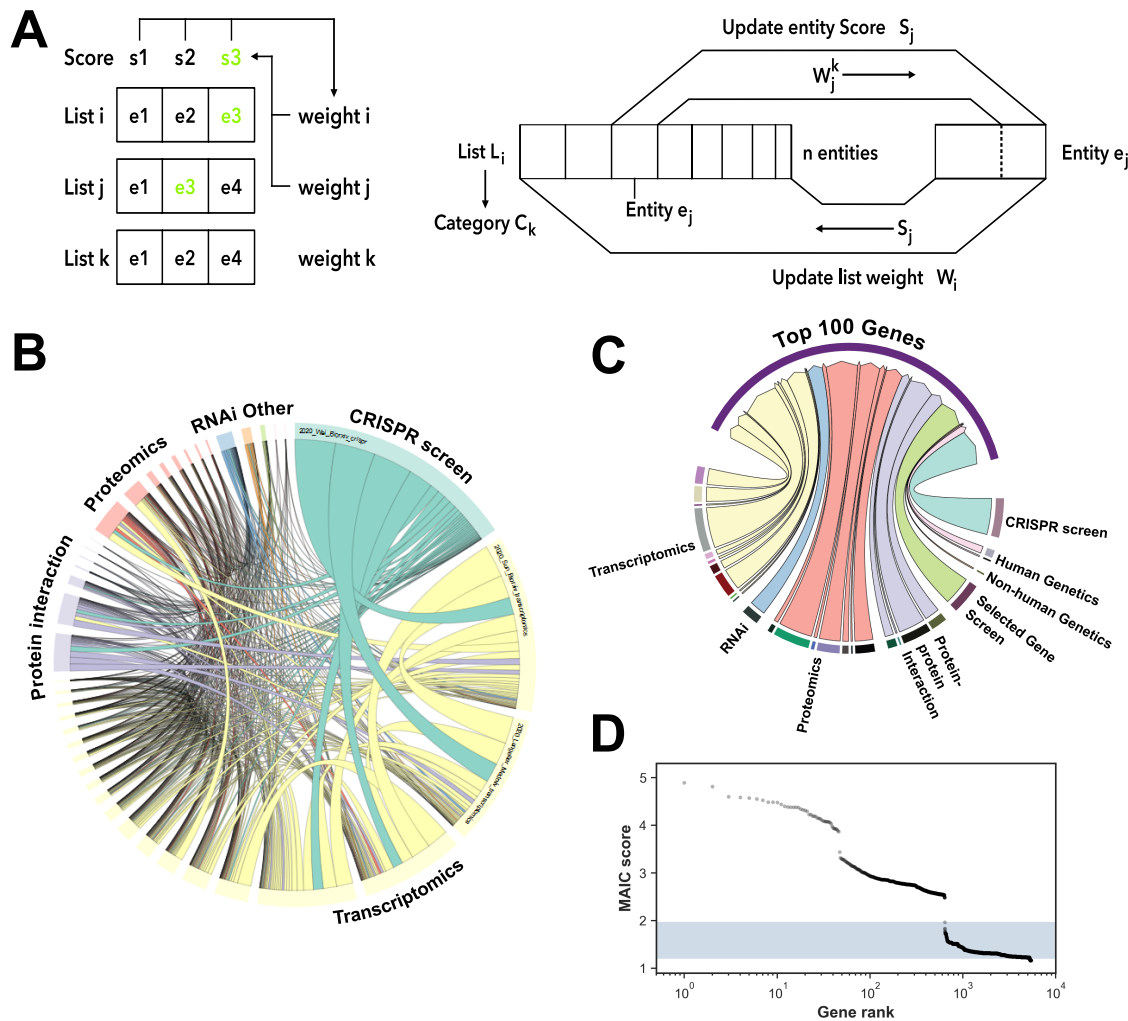 A
Score s1 s2 s3
List i e1 e2 e3 weight i
List j e1 e3 e4 weight j
List k e1 e2 e4 weight k
Update entity Score Sj
Wjk
List Li
n entities
Entity ej
Entity ej
Category Ck
Sj
Update list weight Wi
B
RNAi Other
CRISPR screen
Proteomics
Protein interaction
Transcriptomics
C
Top 100 Genes
Transcriptomics
RNAi
Proteomics
Protein-
protein
Interaction
Selected Gene
Screen
Non-human Genetics
Human Genetics
CRISPR screen
D
MAIC score
5
4
3
2
1
10⁰ 10¹ 10² 10³ 10⁴
Gene rank